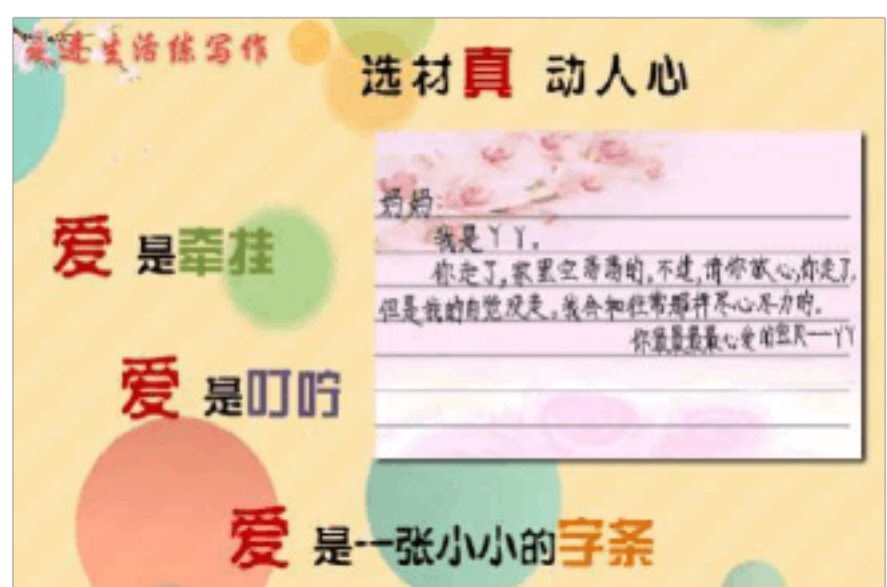 走进生活练写作
选材真 动人心
妈妈:
我是丫丫。
你走了,家里空荡荡的,不过,请你放心,你走了,
但是我的自觉没走。我会和往常那样尽心尽力的。
你最最最最心爱的——丫丫
爱是牵挂
爱是叮咛
爱是一张小小的字条